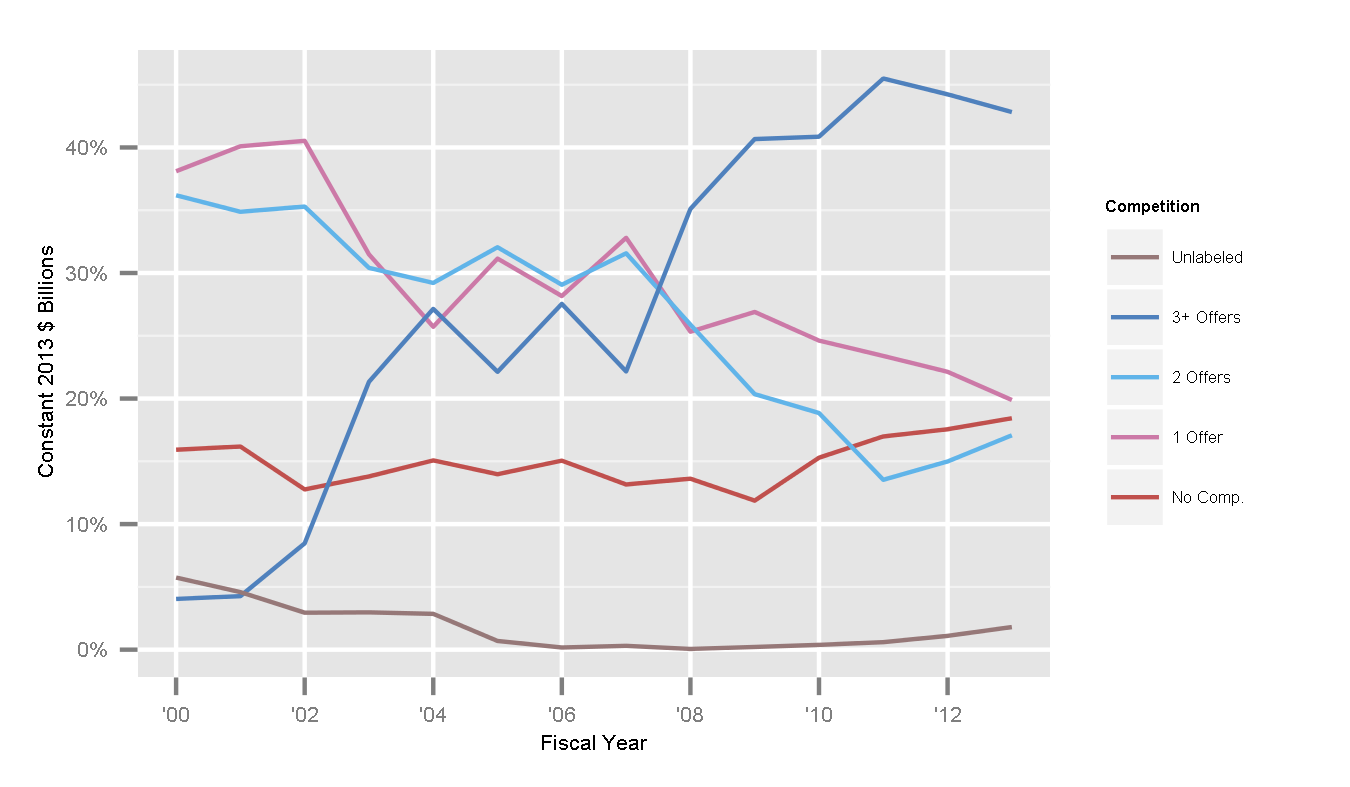 40%
30%
20%
10%
0%
Constant 2013 $ Billions
'00 '02 '04 '06 '08 '10 '12
Fiscal Year
Competition
Unlabeled
3+ Offers
2 Offers
1 Offer
No Comp.